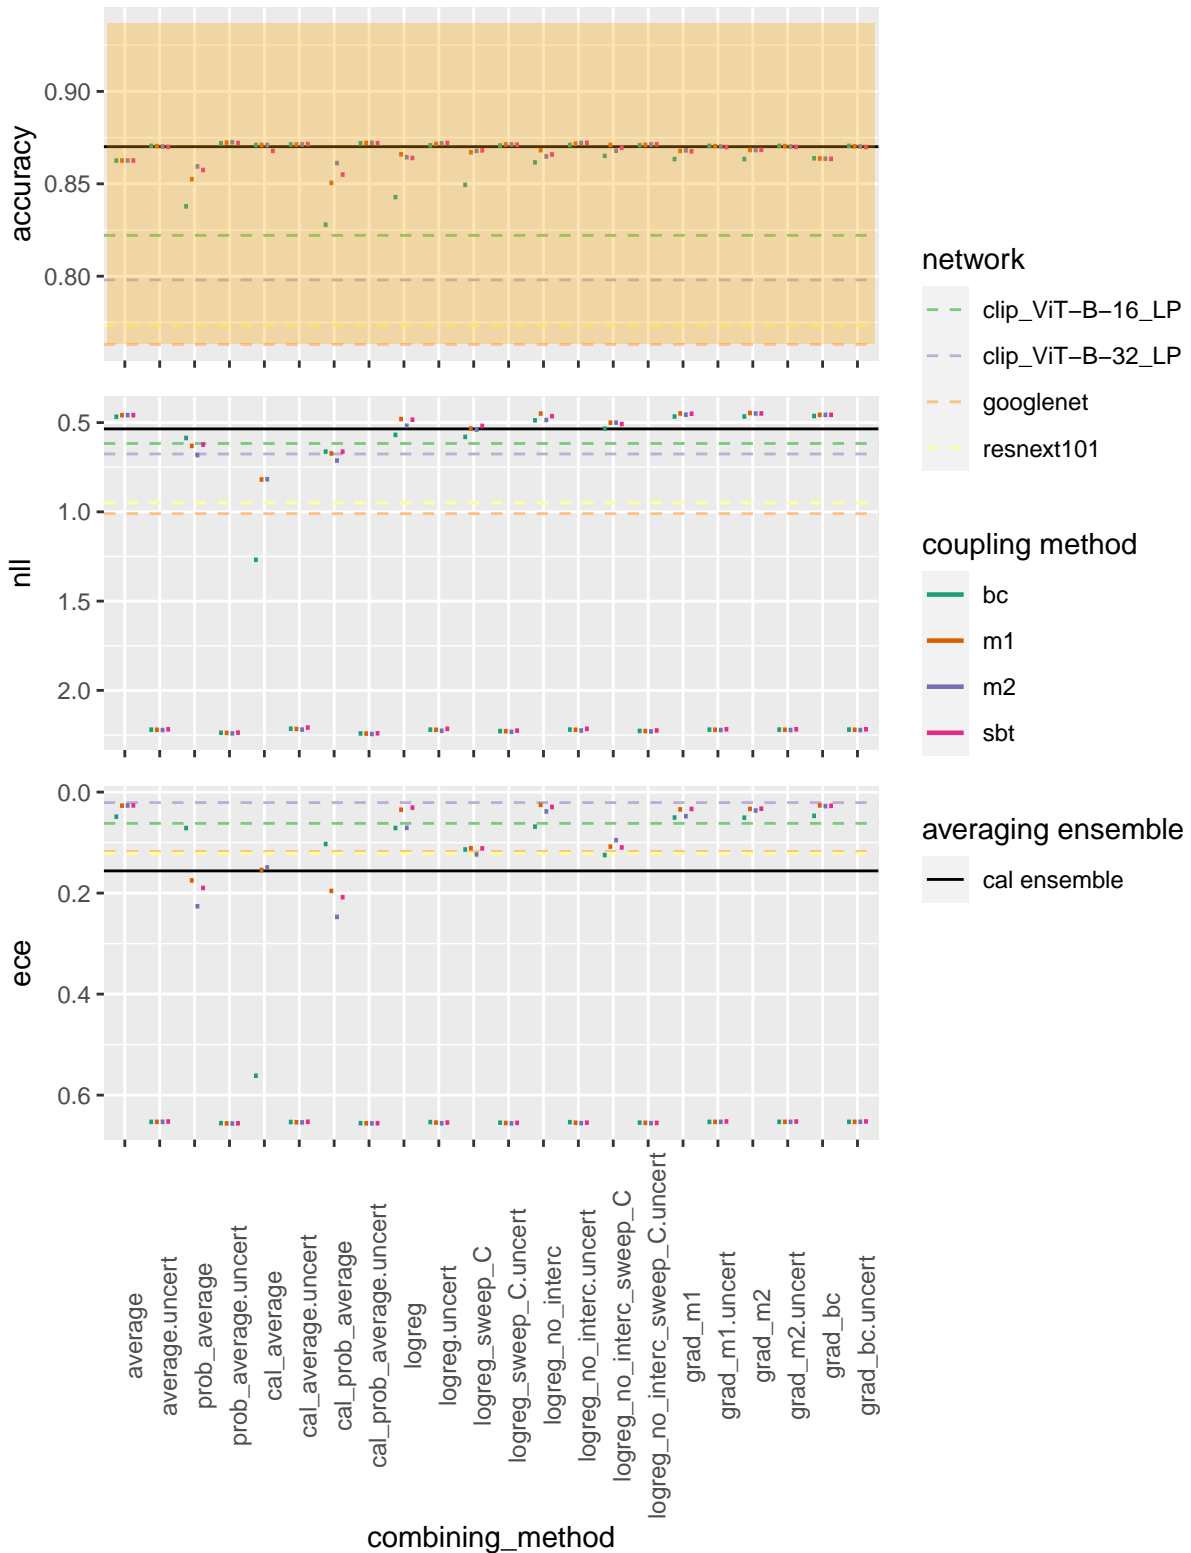 accuracy
0.90
0.85
0.80
nll
0.5
1.0
1.5
2.0
ece
0.0
0.2
0.4
0.6
average
average.uncert
prob_average
prob_average.uncert
cal_average
cal_average.uncert
cal_prob_average
cal_prob_average.uncert
logreg
logreg.uncert
logreg_sweep_C
logreg_sweep_C.uncert
logreg_no_interc
logreg_no_interc.uncert
logreg_no_interc_sweep_C
logreg_no_interc_sweep_C.uncert
grad_m1
grad_m1.uncert
grad_m2
grad_m2.uncert
grad_bc
grad_bc.uncert
combining_method
network
clip_ViT−B−16_LP
clip_ViT−B−32_LP
googlenet
resnext101
coupling method
bc
m1
m2
sbt
averaging ensemble
cal ensemble